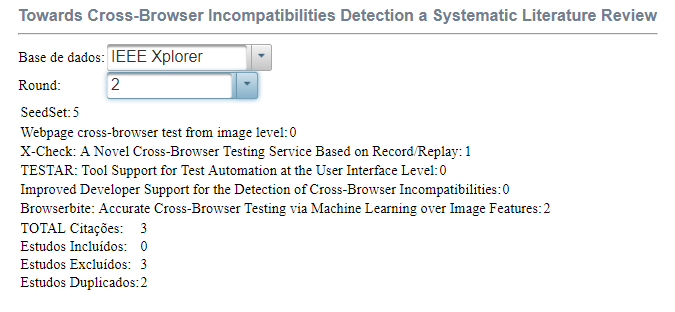 Towards Cross-Browser Incompatibilities Detection a Systematic Literature Review
Base de dados: IEEE Xplorer
Round: 2
SeedSet: 5
Webpage cross-browser test from image level: 0
X-Check: A Novel Cross-Browser Testing Service Based on Record/Replay: 1
TESTAR: Tool Support for Test Automation at the User Interface Level: 0
Improved Developer Support for the Detection of Cross-Browser Incompatibilities: 0
Browserbite: Accurate Cross-Browser Testing via Machine Learning over Image Features: 2
TOTAL Citações: 3
Estudos Incluídos: 0
Estudos Excluídos: 3
Estudos Duplicados: 2